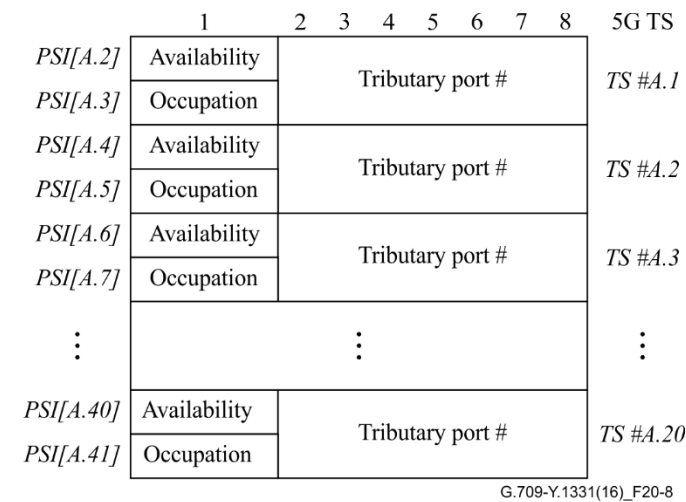 1 2 3 4 5 6 7 8 5G TS
PSI[A.2] Availability Tributary port # TS #A.1
PSI[A.3] Occupation
PSI[A.4] Availability Tributary port # TS #A.2
PSI[A.5] Occupation
PSI[A.6] Availability Tributary port # TS #A.3
PSI[A.7] Occupation
⋮ ⋮ ⋮
PSI[A.40] Availability Tributary port # TS #A.20
PSI[A.41] Occupation
G.709-Y.1331(16)_F20-8